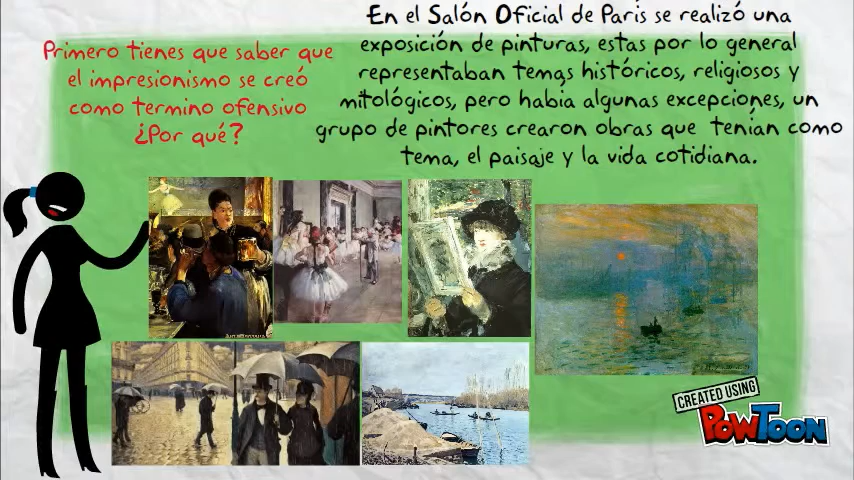 Primero tienes que saber que
el impresionismo se creó
como termino ofensivo
¿Por qué?
En el Salón Oficial de Paris se realizó una
exposición de pinturas, estas por lo general
representaban temas históricos, religiosos y
mitológicos, pero habia algunas excepciones, un
grupo de pintores crearon obras que tenían como
tema, el paisaje y la vida cotidiana.
CREATED USING
POWTOON